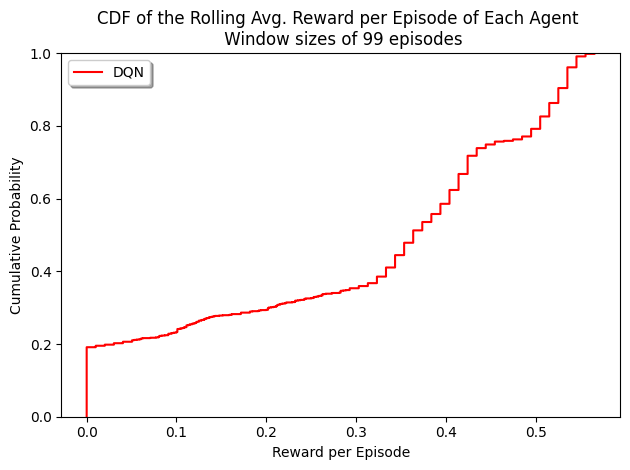 CDF of the Rolling Avg. Reward per Episode of Each Agent
Window sizes of 99 episodes
DQN
Cumulative Probability
1.0
0.8
0.6
0.4
0.2
0.0
0.0 0.1 0.2 0.3 0.4 0.5
Reward per Episode